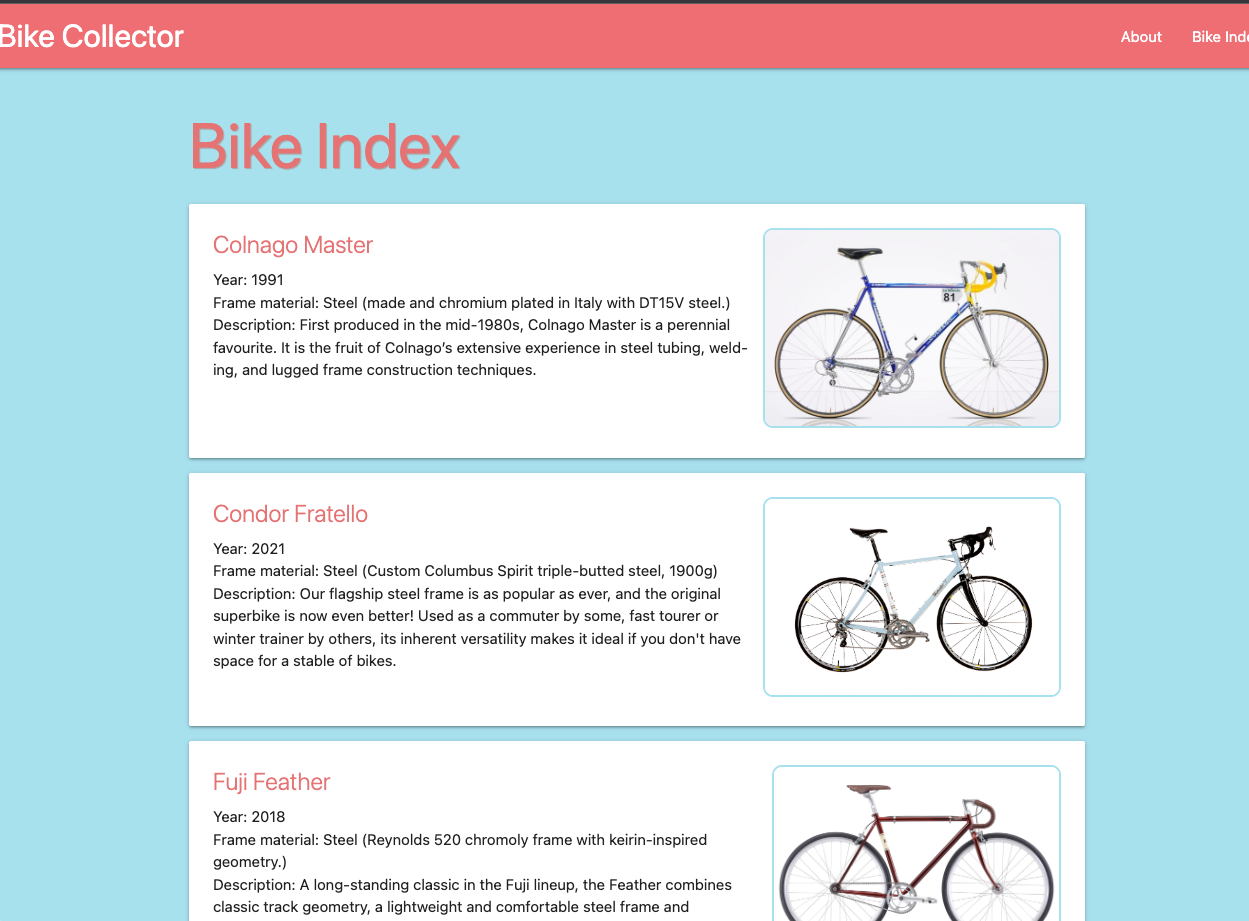 Bike Collector
About
Bike Inde
Bike Index
Colnago Master
Year: 1991
Frame material: Steel (made and chromium plated in Italy with DT15V steel.)
Description: First produced in the mid-1980s, Colnago Master is a perennial
favourite. It is the fruit of Colnago's extensive experience in steel tubing, weld-
ing, and lugged frame construction techniques.
81
Condor Fratello
Year: 2021
Frame material: Steel (Custom Columbus Spirit triple-butted steel, 1900g)
Description: Our flagship steel frame is as popular as ever, and the original
superbike is now even better! Used as a commuter by some, fast tourer or
winter trainer by others, its inherent versatility makes it ideal if you don't have
space for a stable of bikes.
Fuji Feather
Year: 2018
Frame material: Steel (Reynolds 520 chromoly frame with keirin-inspired
geometry.)
Description: A long-standing classic in the Fuji lineup, the Feather combines
classic track geometry, a lightweight and comfortable steel frame and